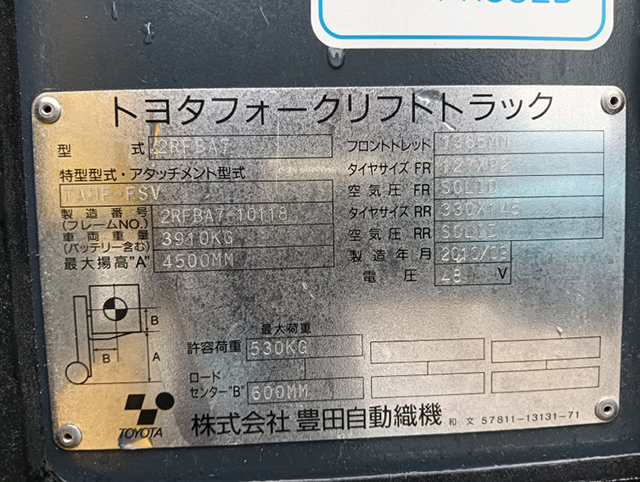 トヨタフォークリフトトラック
型 式 2RFBA7
特型型式・アタッチメント型式
FSV
製造番号 (フレームNO.) 2RFBA7-10118
車両重量 (バッテリー含む) 3910KG
最大揚高"A" 4500MM
フロントトレッド
タイヤサイズ FR
空気圧 FR SOLID
タイヤサイズ RR
空気圧 RR SOLID
製造年月
電圧 48 V
B
B
A
最大荷重
許容荷重 530KG
ロードセンター"B" 600MM
TOYOTA
株式会社 豊田自動織機
和文 57811-13131-71